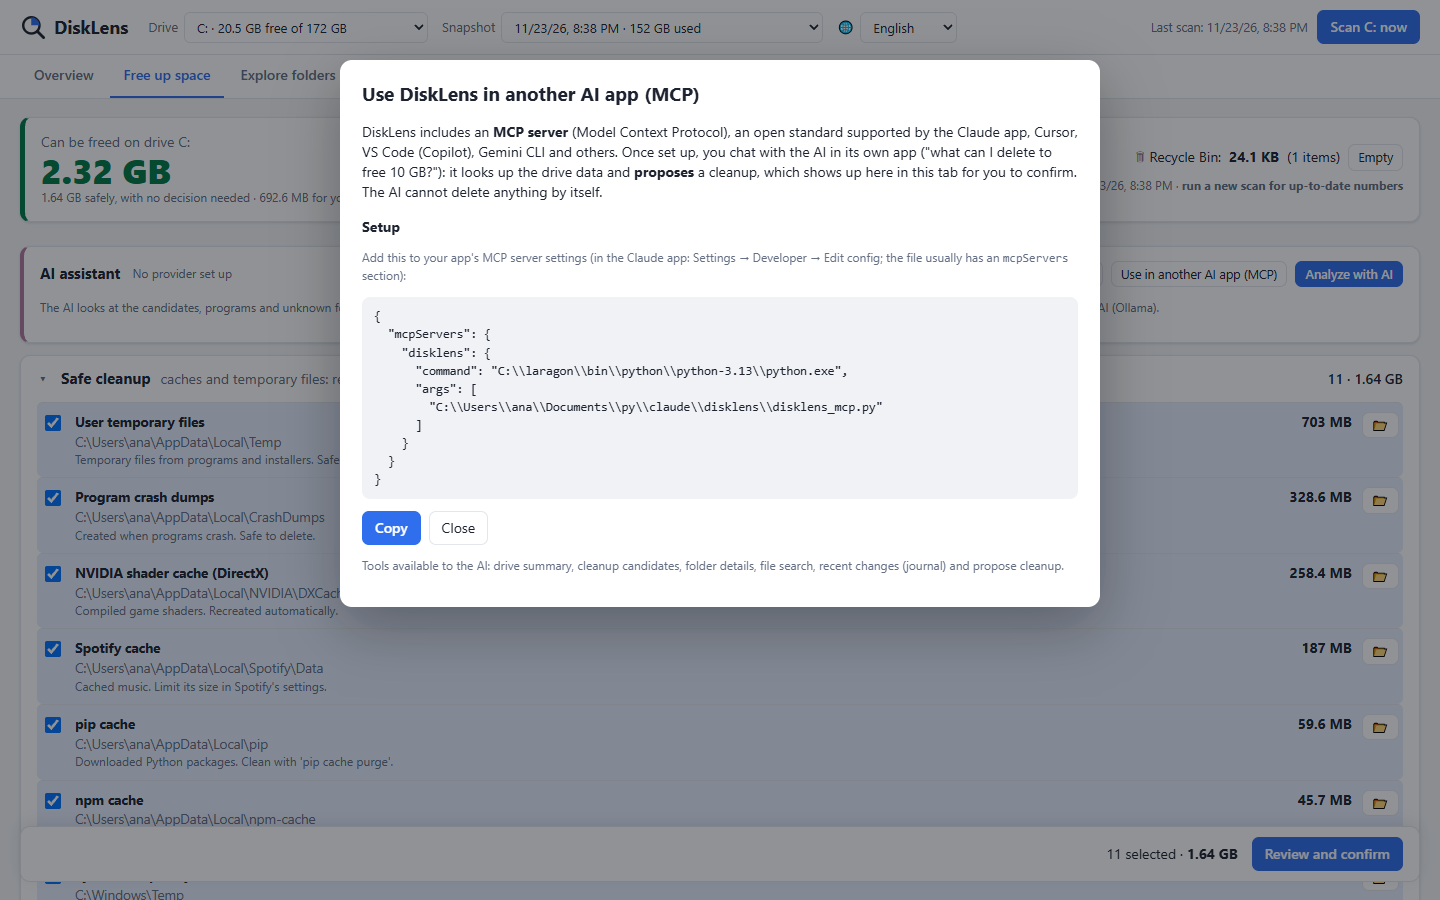 DiskLens
Drive
C: · 20.5 GB free of 172 GB
Snapshot
11/23/26, 8:38 PM · 152 GB used
English
Last scan: 11/23/26, 8:38 PM
Scan C: now
Overview
Free up space
Explore folders
Can be freed on drive C:
2.32 GB
1.64 GB safely, with no decision needed · 692.6 MB for
Recycle Bin: 24.1 KB (1 items)
Empty
8:38 PM · run a new scan for up-to-date numbers
AI assistant
No provider set up
Use in another AI app (MCP)
Analyze with AI
The AI looks at the candidates, programs and unknown
(Ollama).
Safe cleanup
caches and temporary files:
11 · 1.64 GB
User temporary files
C:\Users\ana\AppData\Local\Temp
Temporary files from programs and installers. Safe
703 MB
Program crash dumps
C:\Users\ana\AppData\Local\CrashDumps
Created when programs crash. Safe to delete.
328.6 MB
NVIDIA shader cache (DirectX)
C:\Users\ana\AppData\Local\NVIDIA\DXCach
Compiled game shaders. Recreated automatically.
258.4 MB
Spotify cache
C:\Users\ana\AppData\Local\Spotify\Data
Cached music. Limit its size in Spotify's settings.
187 MB
pip cache
C:\Users\ana\AppData\Local\pip
Downloaded Python packages. Clean with 'pip cache purge'.
59.6 MB
npm cache
C:\Users\ana\AppData\Local\npm-cache
45.7 MB
11 selected · 1.64 GB
Review and confirm
C:\Windows\Temp
Use DiskLens in another AI app (MCP)
DiskLens includes an MCP server (Model Context Protocol), an open standard supported by the Claude app, Cursor,
VS Code (Copilot), Gemini CLI and others. Once set up, you chat with the AI in its own app ("what can I delete to
free 10 GB?"): it looks up the drive data and proposes a cleanup, which shows up here in this tab for you to confirm.
The AI cannot delete anything by itself.
Setup
Add this to your app's MCP server settings (in the Claude app: Settings → Developer → Edit config; the file usually has an mcpServers
section):
{
"mcpServers": {
"disklens": {
"command": "C:\\laragon\\bin\\python\\python-3.13\\python.exe",
"args": [
"C:\\Users\\ana\\Documents\\py\\claude\\disklens\\disklens_mcp.py"
]
}
}
}
Copy
Close
Tools available to the AI: drive summary, cleanup candidates, folder details, file search, recent changes (journal) and propose cleanup.